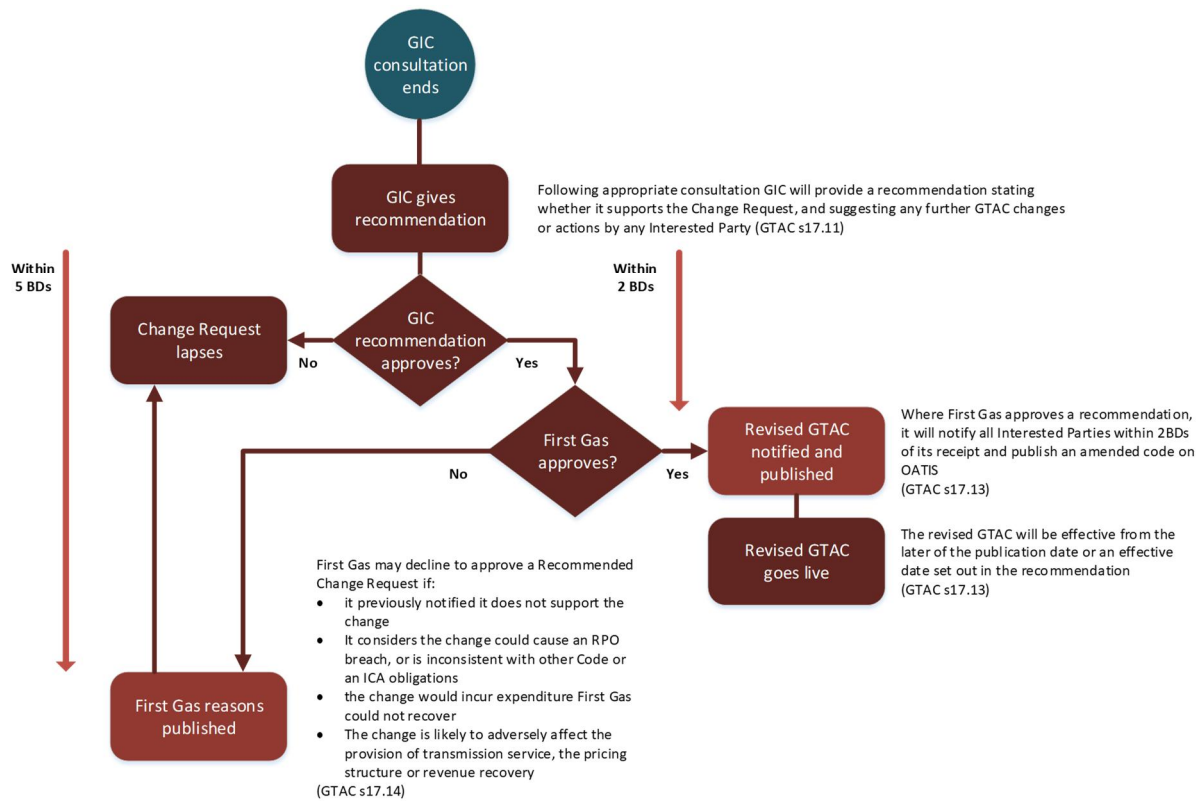 GIC
consultation
ends
GIC gives
recommendation
Following appropriate consultation GIC will provide a recommendation stating
whether it supports the Change Request, and suggesting any further GTAC changes
or actions by any Interested Party (GTAC s17.11)
Within
5 BDs
Within
2 BDs
Change Request
lapses
GIC
recommendation
approves?
No
Yes
First Gas
approves?
No
Yes
Revised GTAC
notified and
published
Where First Gas approves a recommendation,
it will notify all Interested Parties within 2BDs
of its receipt and publish an amended code on
OATIS
(GTAC s17.13)
Revised GTAC
goes live
The revised GTAC will be effective from the
later of the publication date or an effective
date set out in the recommendation
(GTAC s17.13)
First Gas may decline to approve a Recommended
Change Request if:
• it previously notified it does not support the
change
• It considers the change could cause an RPO
breach, or is inconsistent with other Code or
an ICA obligations
• the change would incur expenditure First Gas
could not recover
• The change is likely to adversely affect the
provision of transmission service, the pricing
structure or revenue recovery
(GTAC s17.14)
First Gas reasons
published